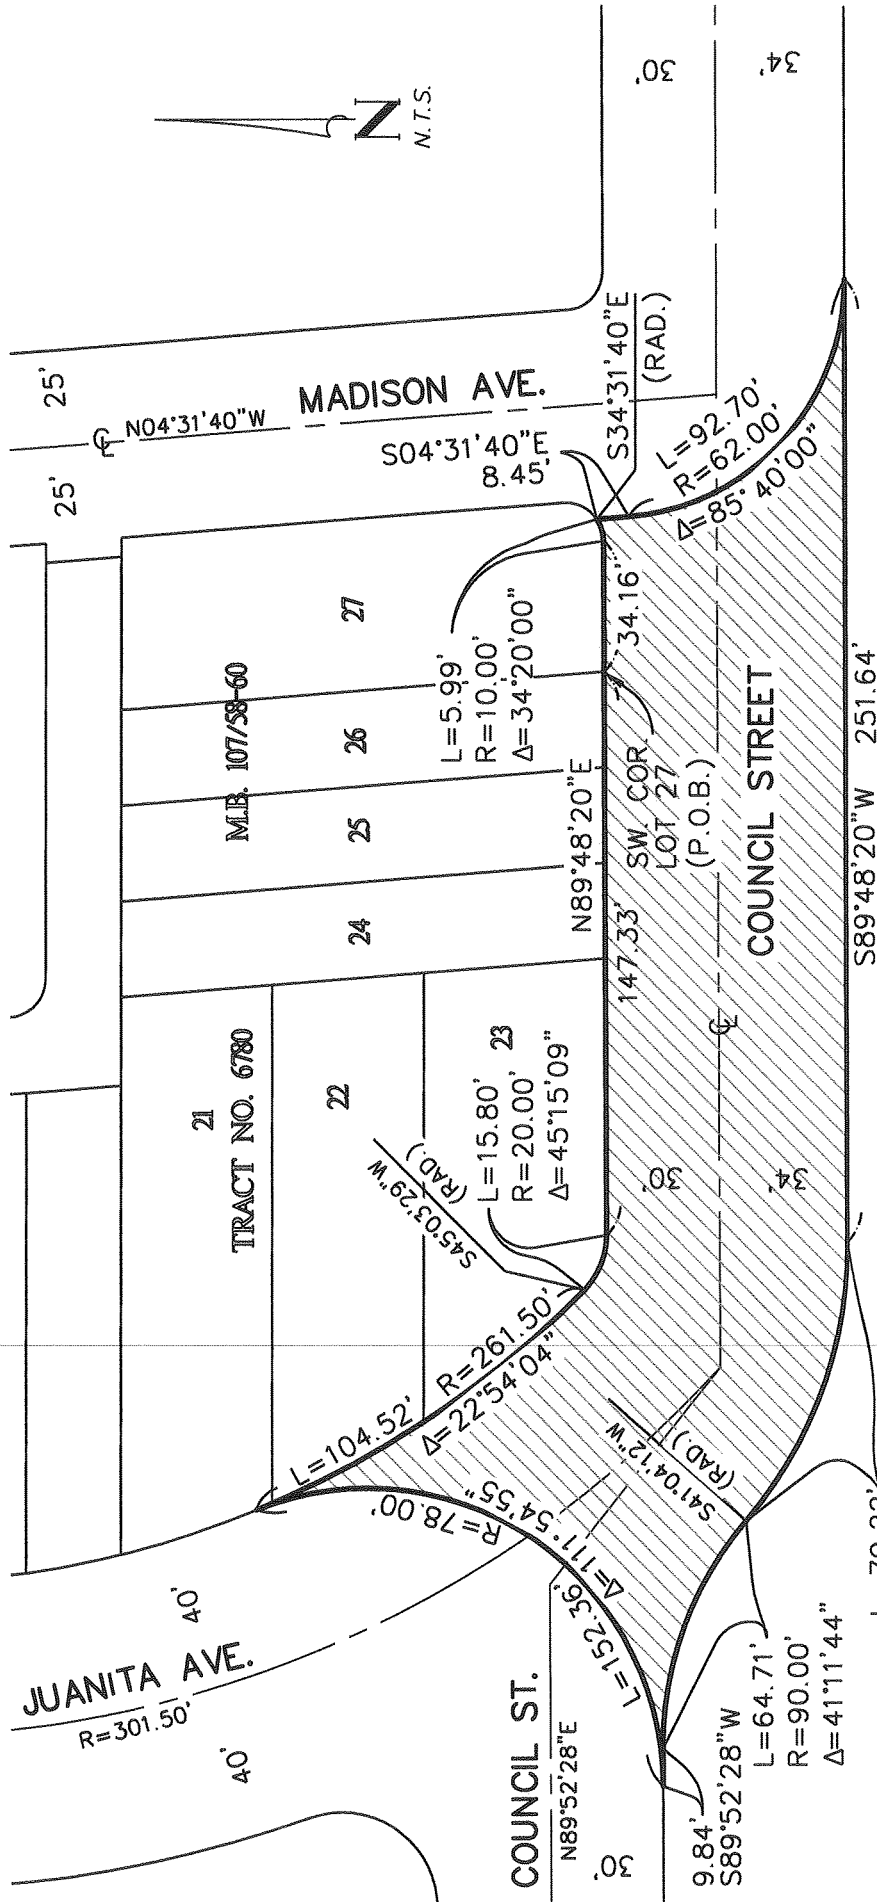 JUANITA AVE.
R=301.50'
40'
40'
COUNCIL ST.
N89°52'28"E
30'
9.84'
S89°52'28"W
L=64.71'
R=90.00'
Δ=41°11'44"
L=152.36'
Δ=111°54'55"
R=78.00'
L=104.52'
R=261.50'
Δ=22°54'04"
S41°04'12"W
(RAD.)
S45°03'29"W
(RAD.)
L=15.80'
R=20.00'
Δ=45°15'09"
21
TRACT NO. 6780
22
23
24
25
26
27
M.B. 107/58-60
30'
34'
147.33'
N89°48'20"E
SW. COR.
LOT 27
(P.O.B.)
COUNCIL STREET
S89°48'20"W 251.64'
34.16'
L=5.99'
R=10.00'
Δ=34°20'00"
S04°31'40"E
8.45'
S34°31'40"E
(RAD.)
L=92.70'
R=62.00'
Δ=85°40'00"
25'
25'
℄ N04°31'40"W
MADISON AVE.
℄
30'
34'
N
N.T.S.